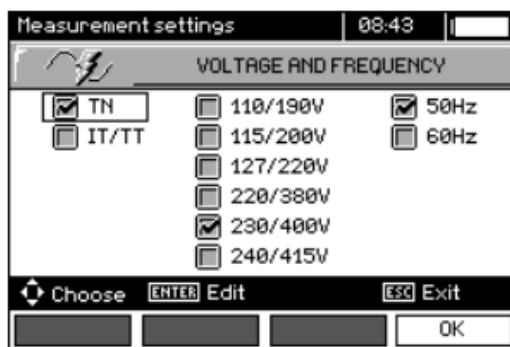 Measurement settings 08:43
VOLTAGE AND FREQUENCY
TN 110/190V 50Hz
IT/TT 115/200V 60Hz
127/220V
220/380V
230/400V
240/415V
Choose ENTER Edit ESC Exit
OK